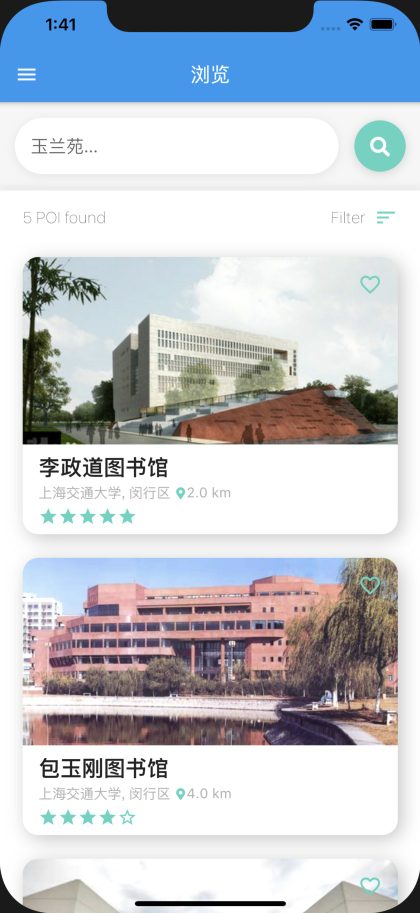 1:41
浏览
玉兰苑...
5 POI found
Filter
李政道图书馆
上海交通大学, 闵行区 2.0 km
包玉刚图书馆
上海交通大学, 闵行区 4.0 km